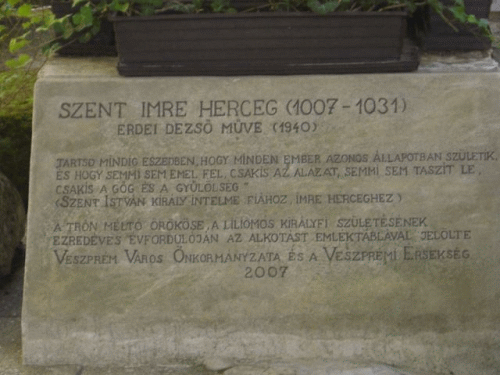 SZENT IMRE HERCEG (1007-1031)
ERDEI DEZSŐ MŰVE (1940)
TARTSD MINDIG ESZEDBEN, HOGY MINDEN EMBER AZONOS ÁLLAPOTBAN SZÜLETIK,
ÉS HOGY SEMMI SEM EMEL FEL, CSAKIS AZ ALÁZAT, SEMMI SEM TASZÍT LE,
CSAKIS A GŐG ÉS A GYŰLÖLSÉG"
(SZENT ISTVÁN KIRÁLY INTELME FIÁHOZ, IMRE HERCEGHEZ)
A TRÓN MÉLTÓ ÖRÖKÖSE, A LILIOMOS KIRÁLYFI SZÜLETÉSÉNEK
EZREDÉVES ÉVFORDULÓJÁN AZ ALKOTÁST EMLÉKTÁBLÁVAL JELÖLTE
VESZPRÉM VÁROS ÖNKORMÁNYZATA ÉS A VESZPRÉMI ÉRSEKSÉG
2007